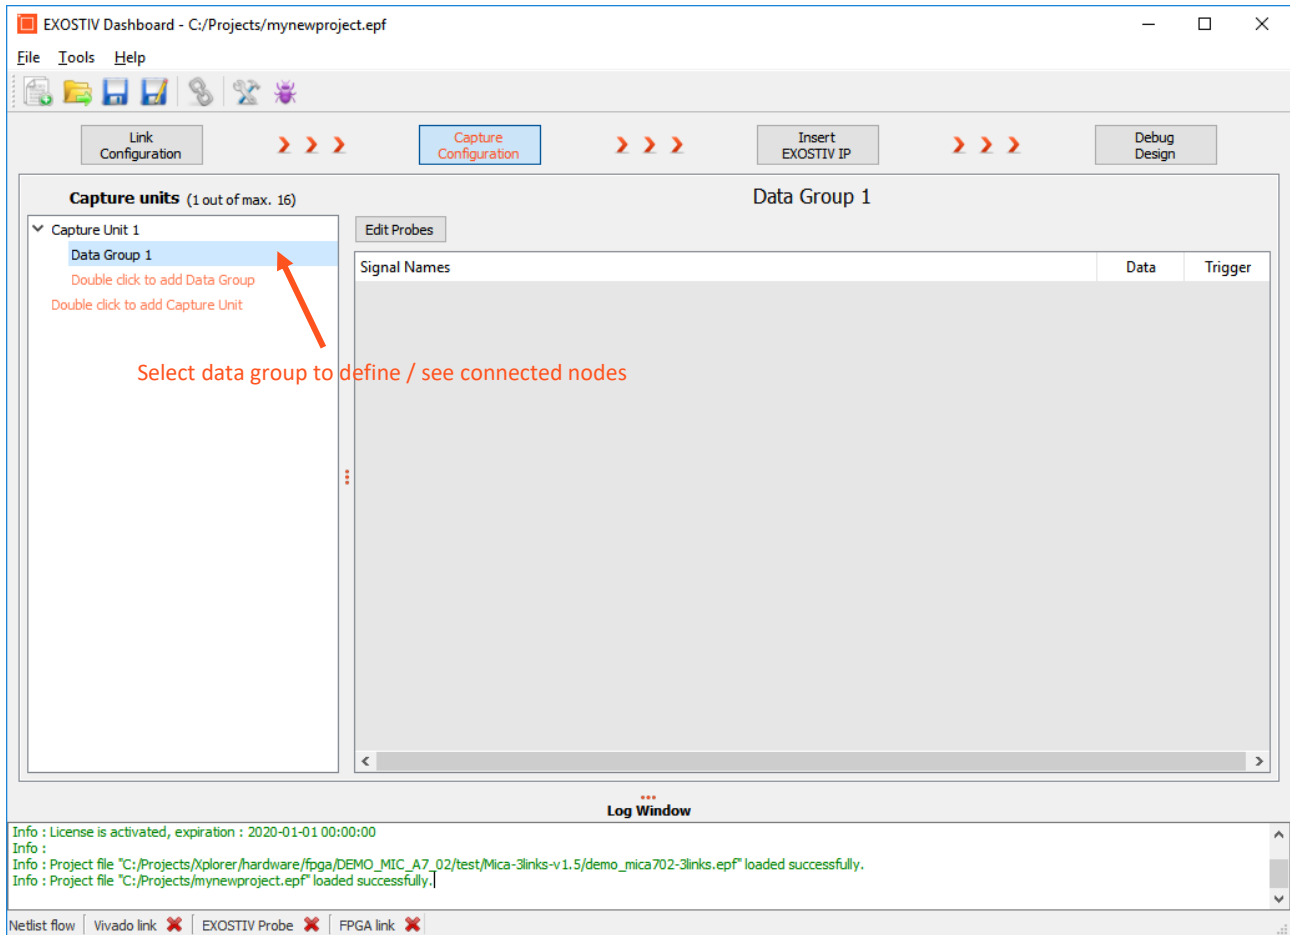 EXOSTIV Dashboard - C:/Projects/mynewproject.epf
File Tools Help
Link
Configuration
Capture
Configuration
Insert
EXOSTIV IP
Debug
Design
Capture units (1 out of max. 16)
Data Group 1
Capture Unit 1
Data Group 1
Double click to add Data Group
Double click to add Capture Unit
Edit Probes
Signal Names Data Trigger
Select data group to define / see connected nodes
Log Window
Info : License is activated, expiration : 2020-01-01 00:00:00
Info :
Info : Project file "C:/Projects/Xplorer/hardware/fpga/DEMO_MIC_A7_02/test/Mica-3links-v1.5/demo_mica702-3links.epf" loaded successfully.
Info : Project file "C:/Projects/mynewproject.epf" loaded successfully.
Netlist flow Vivado link EXOSTIV Probe FPGA link